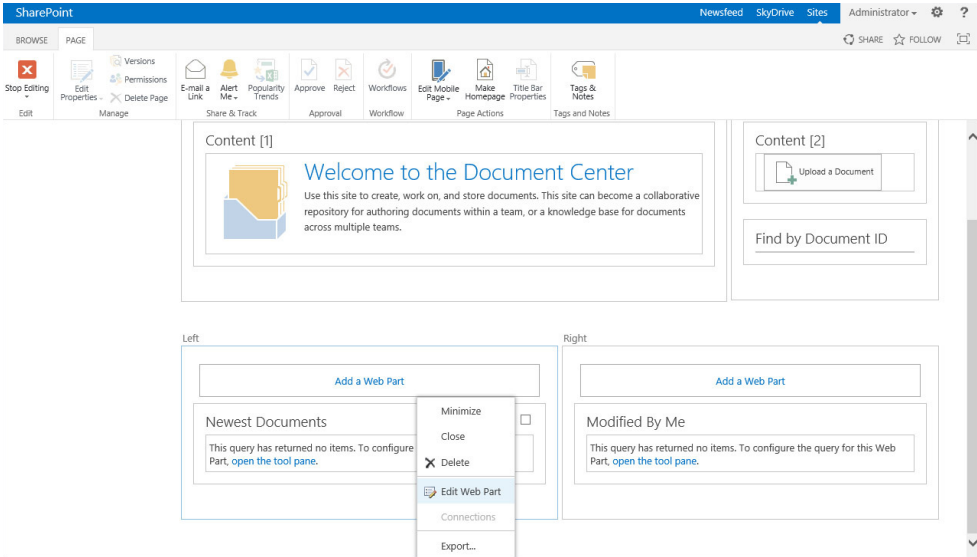 SharePoint
Newsfeed SkyDrive Sites Administrator ?
BROWSE PAGE
SHARE FOLLOW
Stop Editing
Edit Properties
Versions
Permissions
Delete Page
E-mail a Link
Alert Me
Popularity Trends
Approve
Reject
Workflows
Edit Mobile Page
Make Homepage
Title Bar Properties
Tags & Notes
Edit
Manage
Share & Track
Approval
Workflow
Page Actions
Tags and Notes
Content [1]
Welcome to the Document Center
Use this site to create, work on, and store documents. This site can become a collaborative
repository for authoring documents within a team, or a knowledge base for documents
across multiple teams.
Content [2]
Upload a Document
Find by Document ID
Left
Add a Web Part
Newest Documents
This query has returned no items. To configure
Part, open the tool pane.
Minimize
Close
Delete
Edit Web Part
Connections
Export...
Right
Add a Web Part
Modified By Me
This query has returned no items. To configure the query for this Web
Part, open the tool pane.